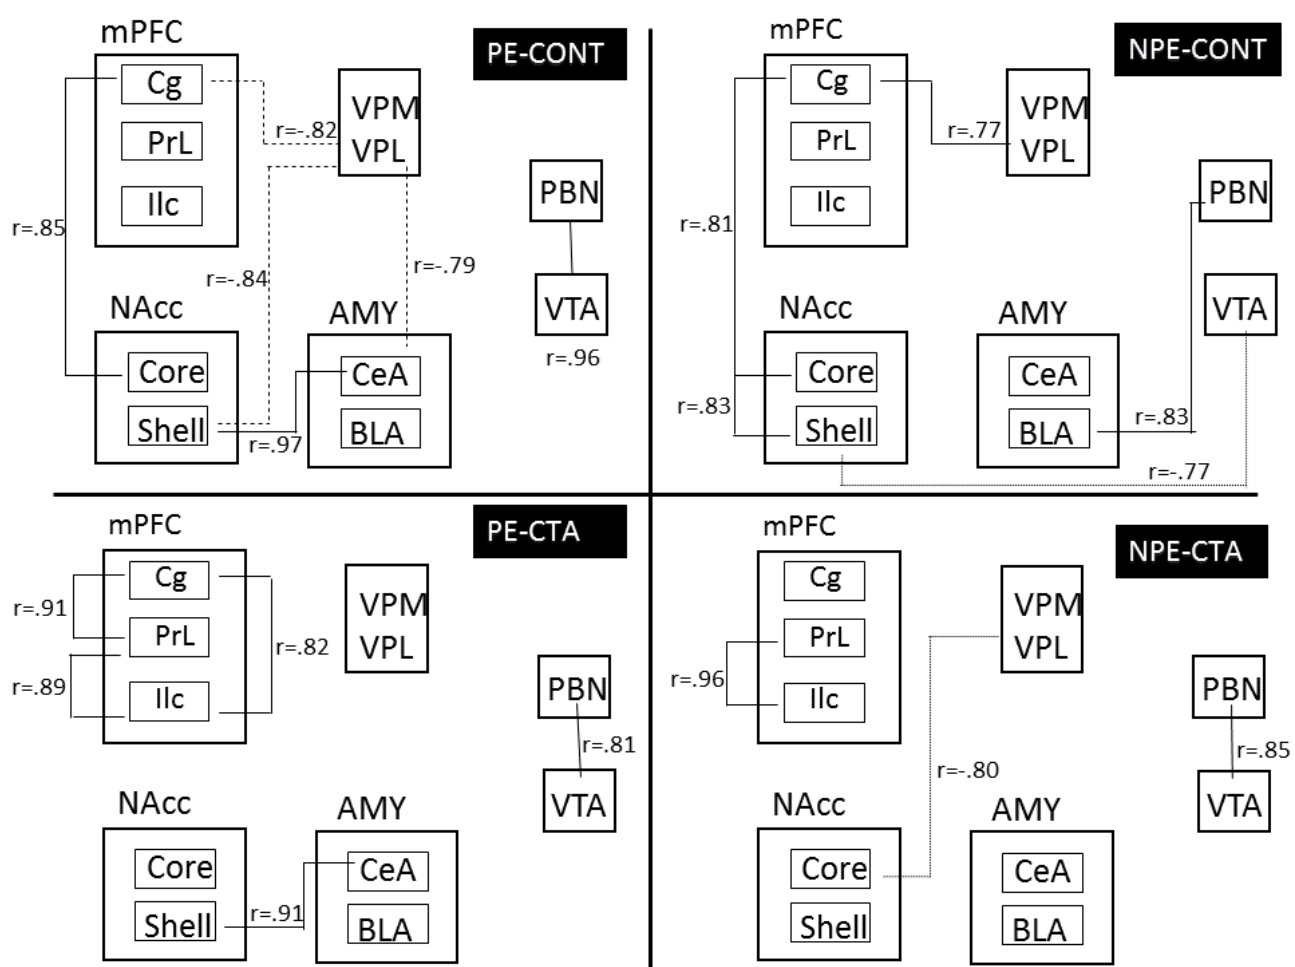 mPFC
PE-CONT
Cg
VPM
r=-.82
PrL
VPL
PBN
Ilc
r=.85
r=-.84
r=-.79
NAcc
AMY
VTA
Core
CeA
r=.96
Shell
BLA
r=.97
mPFC
NPE-CONT
Cg
VPM
r=.77
PrL
VPL
PBN
Ilc
r=.81
NAcc
AMY
VTA
Core
CeA
r=.83
Shell
BLA
r=.83
r=-.77
mPFC
PE-CTA
Cg
VPM
r=.91
PrL
VPL
r=.82
r=.89
Ilc
PBN
r=.81
NAcc
AMY
VTA
Core
CeA
Shell
r=.91
BLA
mPFC
NPE-CTA
Cg
VPM
PrL
VPL
r=.96
Ilc
PBN
r=.85
r=-.80
NAcc
AMY
VTA
Core
CeA
Shell
BLA